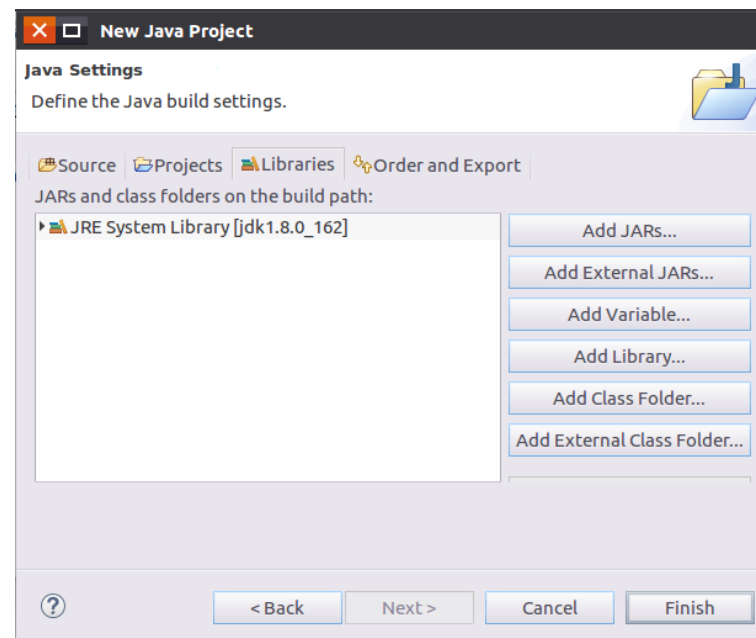 New Java Project
Java Settings
Define the Java build settings.
Source Projects Libraries Order and Export
JARs and class folders on the build path:
JRE System Library [jdk1.8.0_162]
Add JARs...
Add External JARs...
Add Variable...
Add Library...
Add Class Folder...
Add External Class Folder...
? < Back Next > Cancel Finish